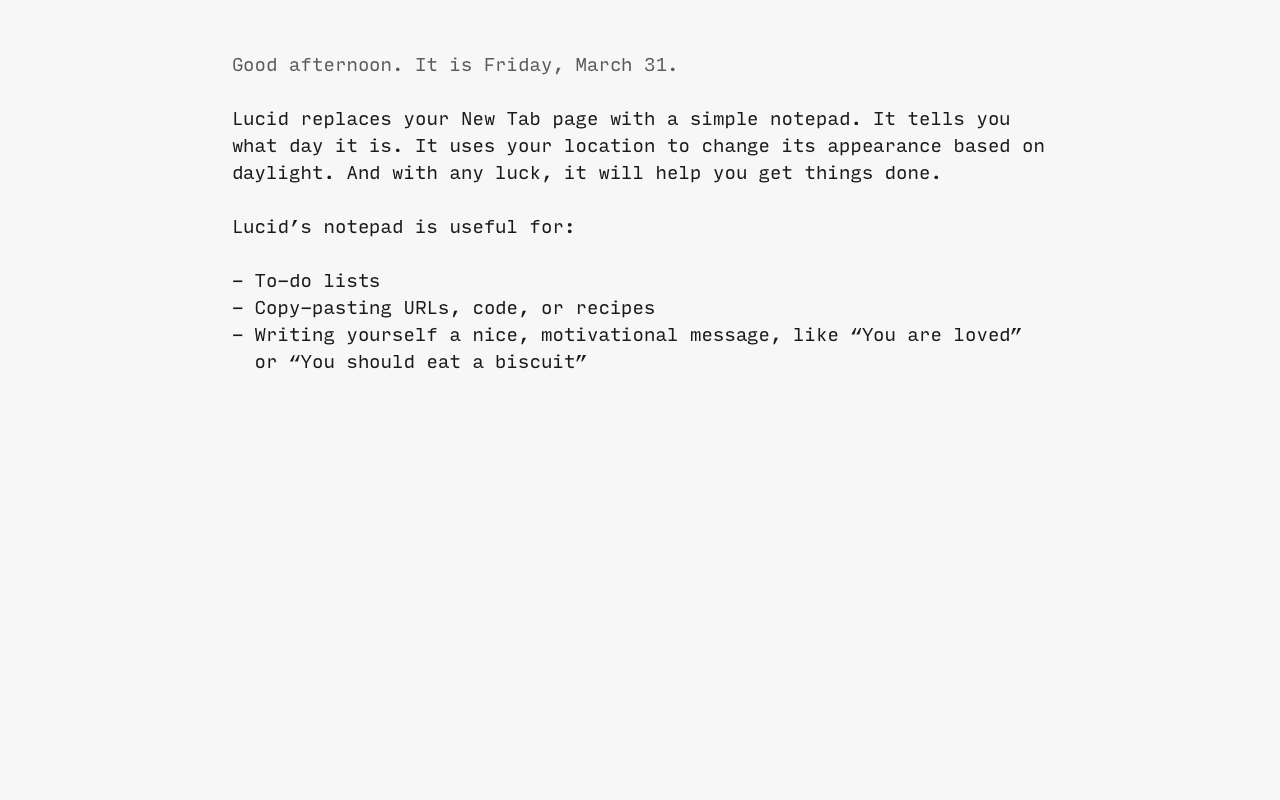 Good afternoon. It is Friday, March 31.
Lucid replaces your New Tab page with a simple notepad. It tells you
what day it is. It uses your location to change its appearance based on
daylight. And with any luck, it will help you get things done.
Lucid’s notepad is useful for:
– To-do lists
– Copy-pasting URLs, code, or recipes
– Writing yourself a nice, motivational message, like “You are loved”
or “You should eat a biscuit”